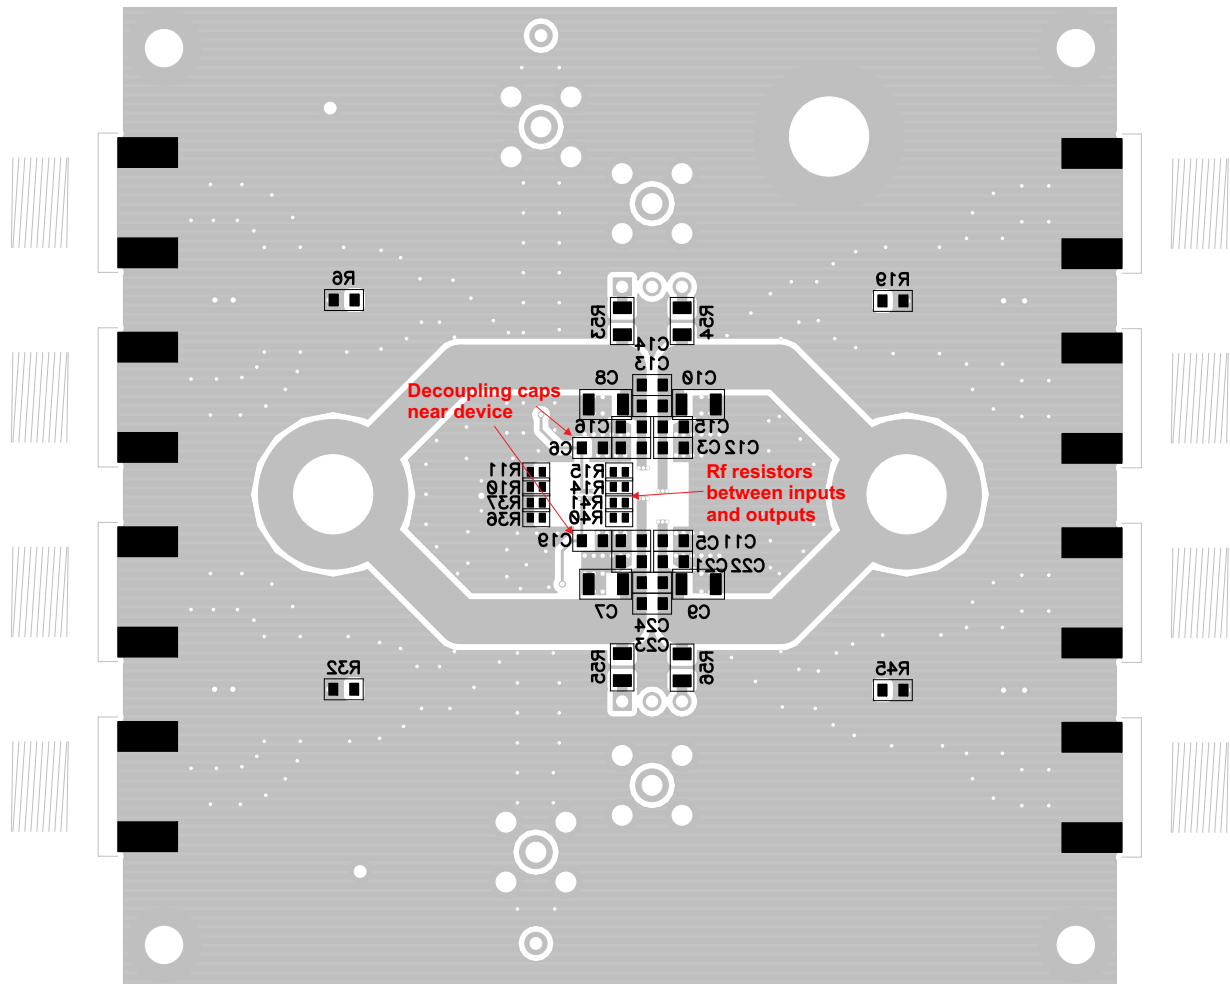 R6
R19
R53
R54
C14
C13
C8
C10
Decoupling caps
near device
C16
C15
C6
C3
C12
R11
R15
R10
R14
R37
R41
R36
R40
Rf resistors
between inputs
and outputs
C19
C5
C11
C21
C22
C7
C9
C24
C23
R55
R56
R32
R45